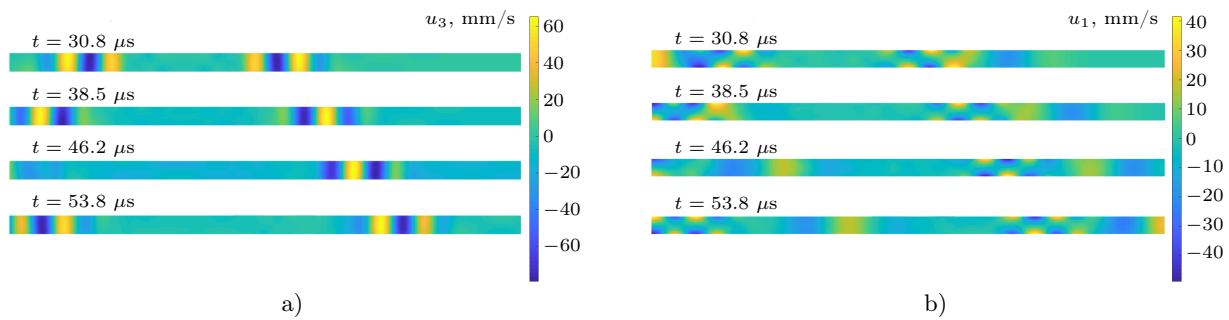 u₃, mm/s
t = 30.8 μs
t = 38.5 μs
t = 46.2 μs
t = 53.8 μs
60
40
20
0
−20
−40
−60
a)
u₁, mm/s
t = 30.8 μs
t = 38.5 μs
t = 46.2 μs
t = 53.8 μs
40
30
20
10
0
−10
−20
−30
−40
b)